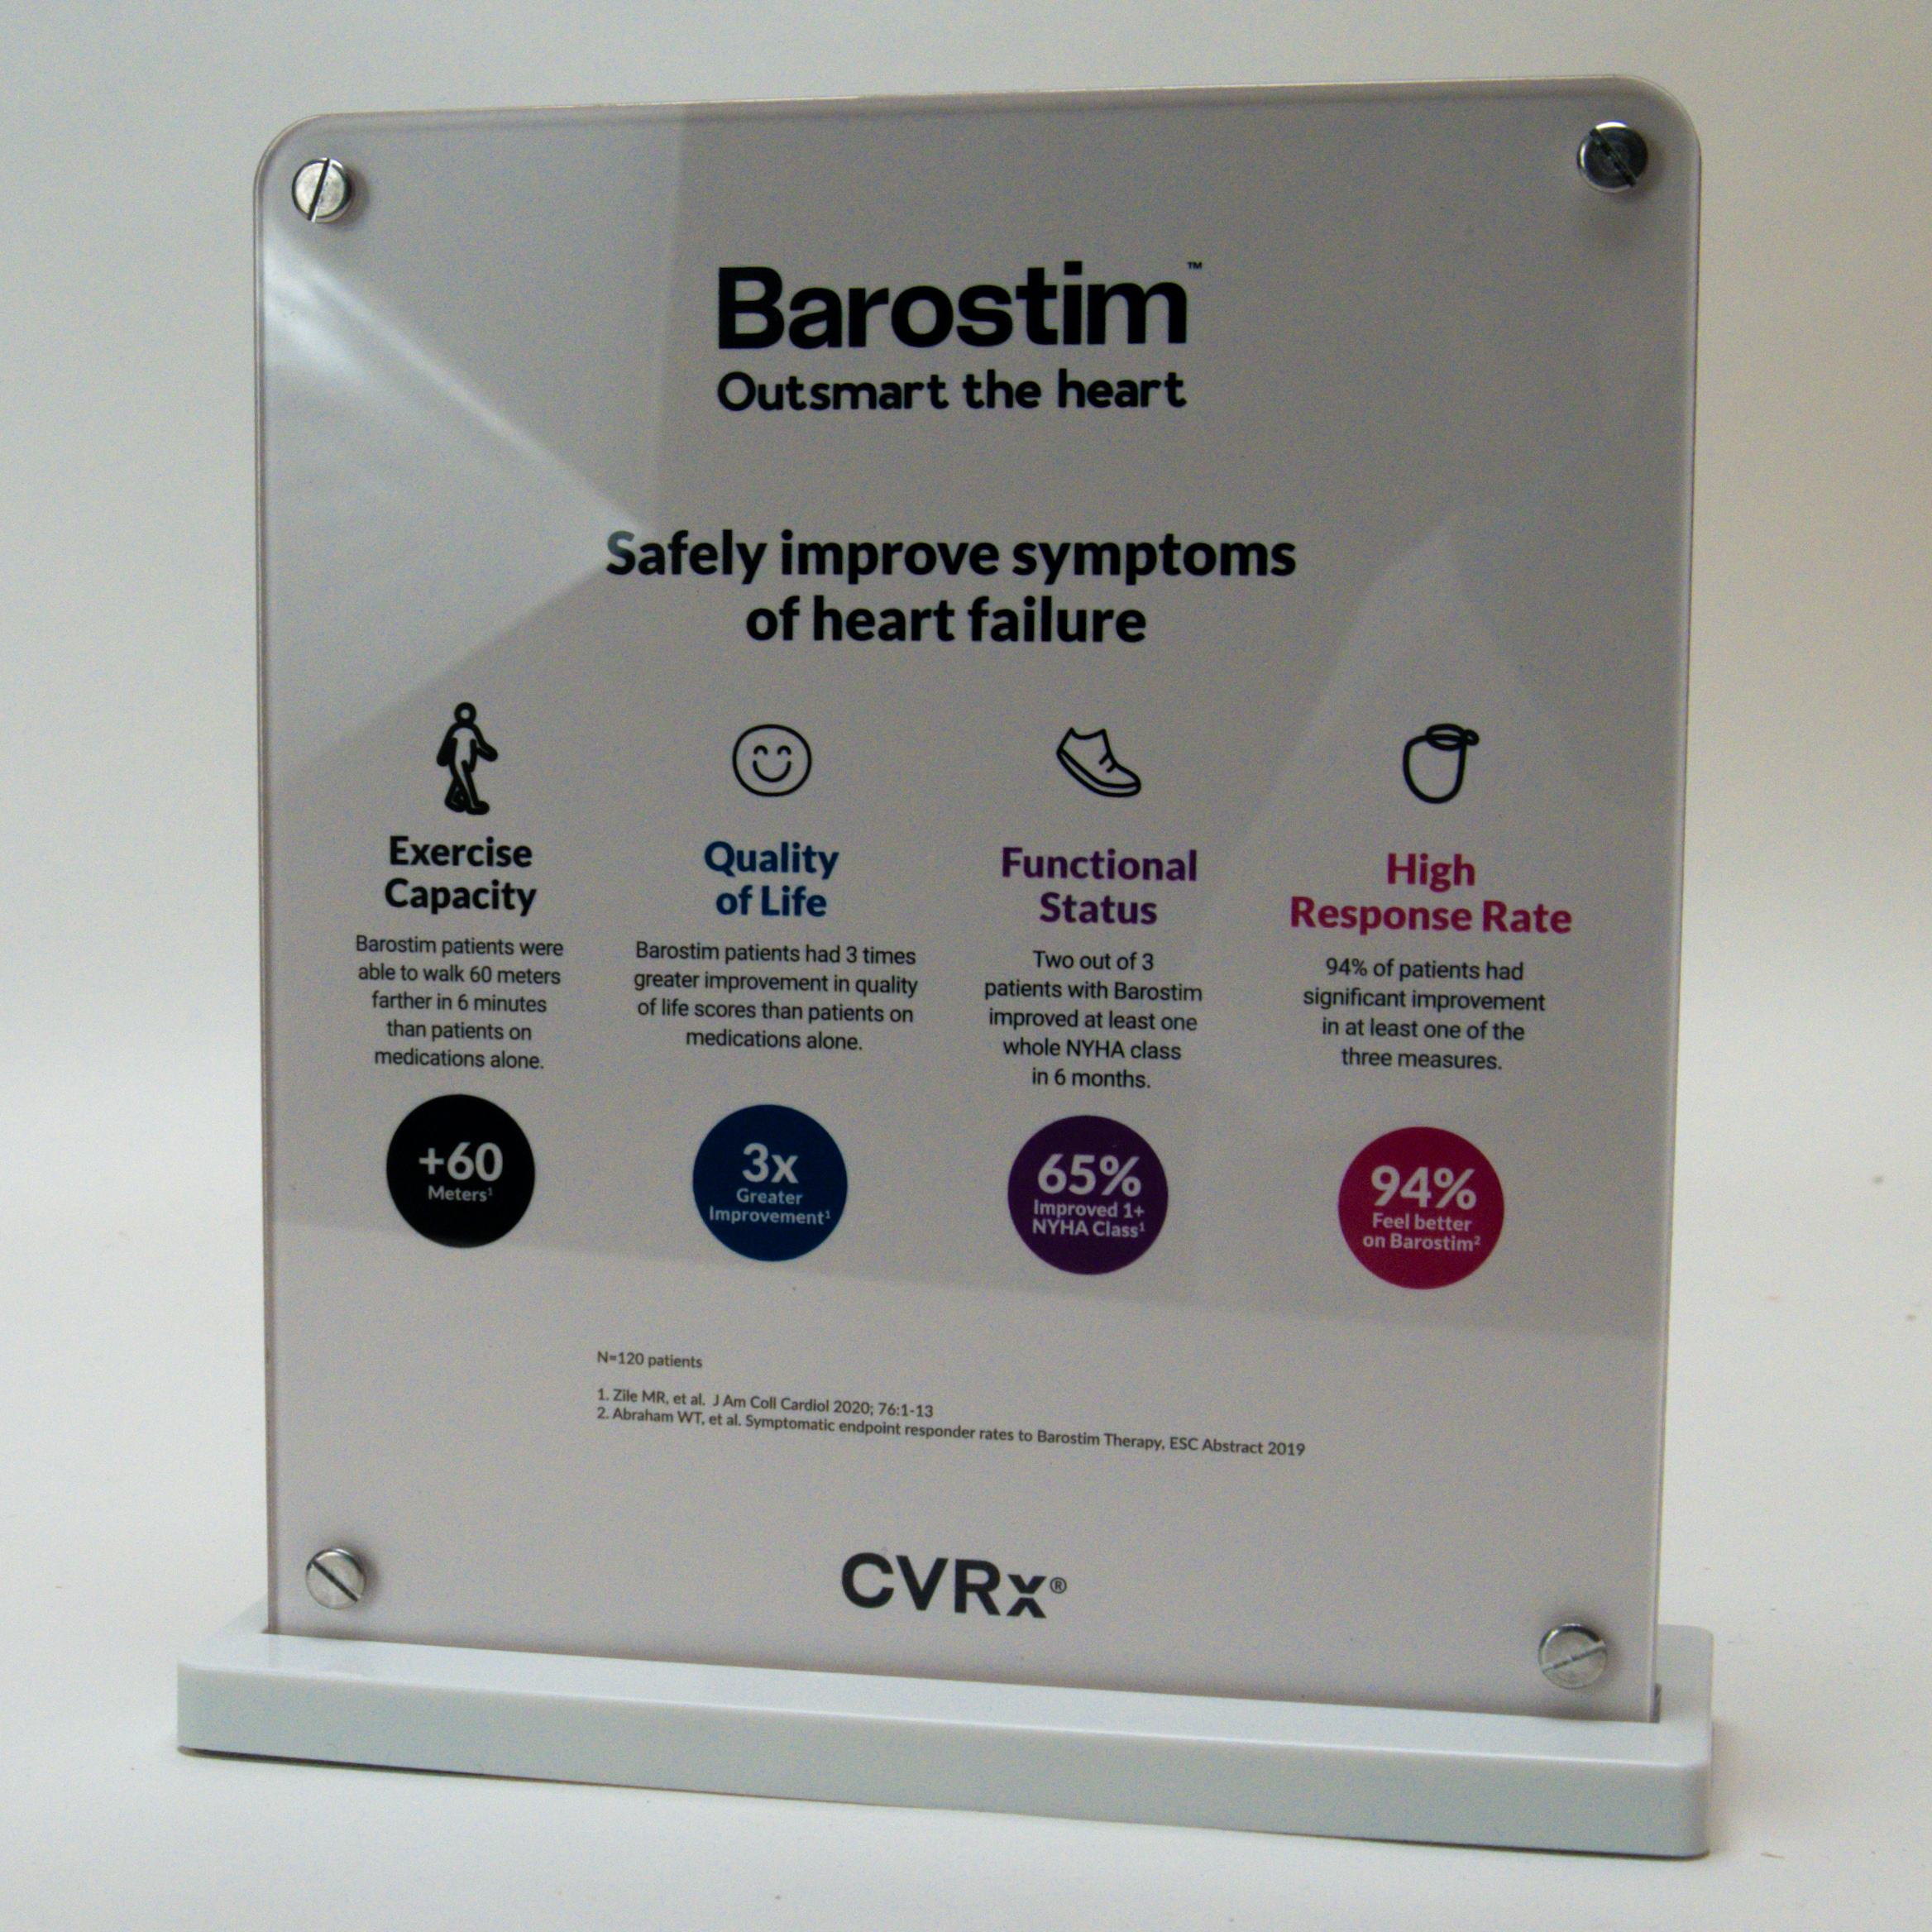 Barostim™
Outsmart the heart
Safely improve symptoms
of heart failure
Exercise
Capacity
Barostim patients were
able to walk 60 meters
farther in 6 minutes
than patients on
medications alone.
+60
Meters¹
Quality
of Life
Barostim patients had 3 times
greater improvement in quality
of life scores than patients on
medications alone.
3x
Greater
Improvement¹
Functional
Status
Two out of 3
patients with Barostim
improved at least one
whole NYHA class
in 6 months.
65%
Improved 1+
NYHA Class¹
High
Response Rate
94% of patients had
significant improvement
in at least one of the
three measures.
94%
Feel better
on Barostim²
N=120 patients
1. Zile MR, et al. J Am Coll Cardiol 2020; 76:1-13
2. Abraham WT, et al. Symptomatic endpoint responder rates to Barostim Therapy, ESC Abstract 2019
CVRx®